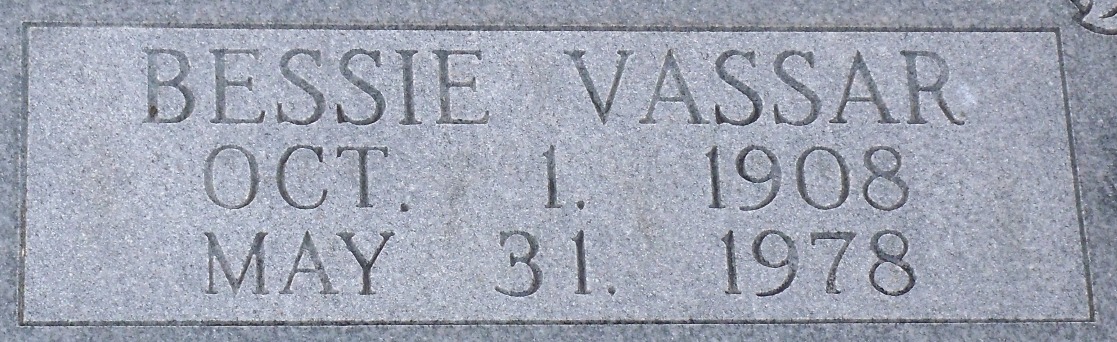 BESSIE VASSAR
OCT. 1. 1908
MAY 31. 1978